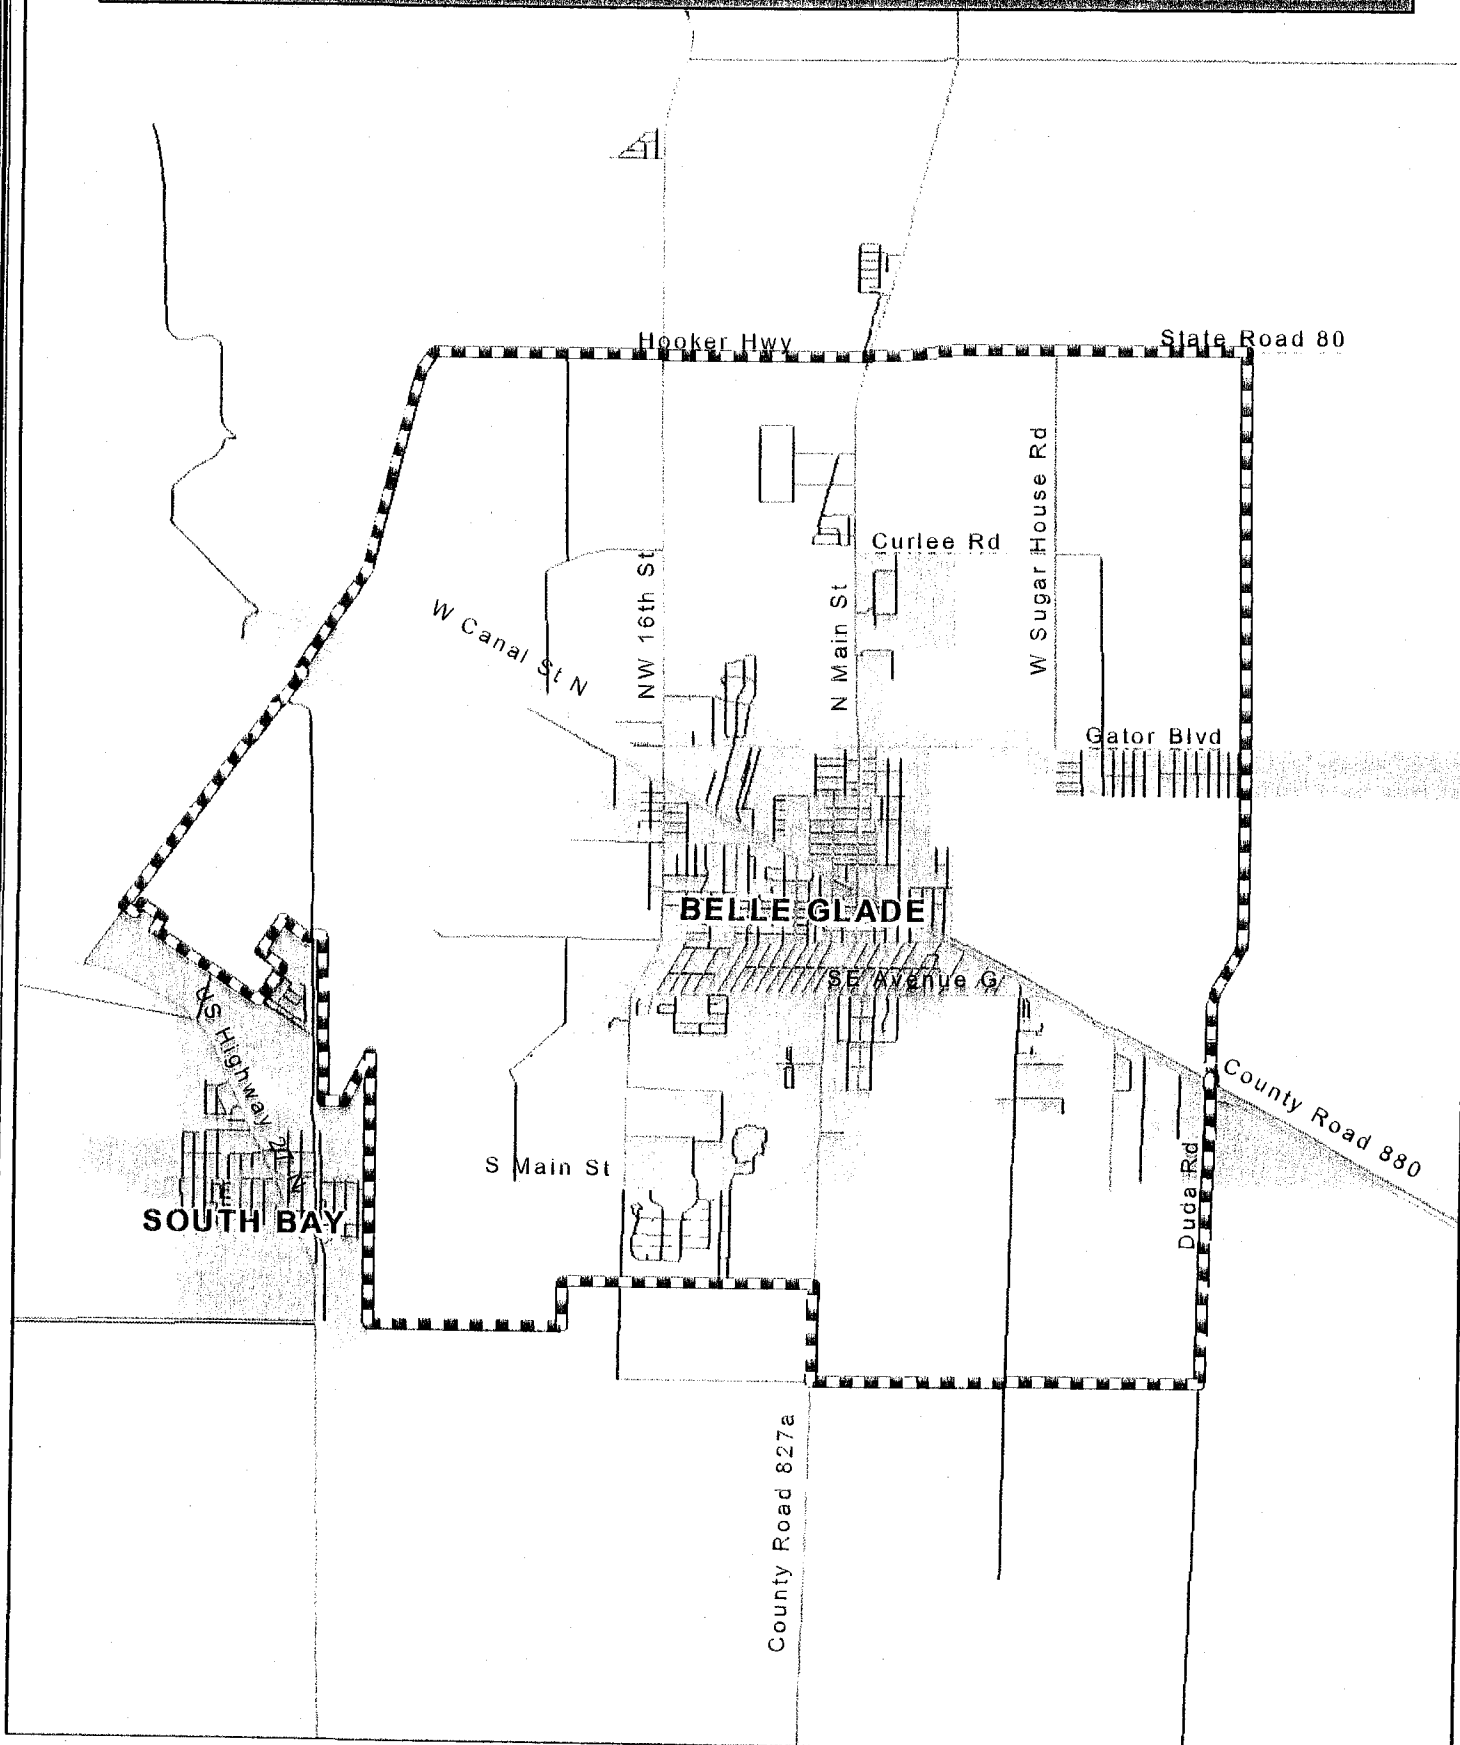 Hooker Hwy
State Road 80
W Sugar House Rd
Curlee Rd
NW 16th St
N Main St
W Canal St N
Gator Blvd
BELLE GLADE
SE Avenue G
US Highway 27 N
County Road 880
Duda Rd
S Main St
SOUTH BAY
County Road 827a